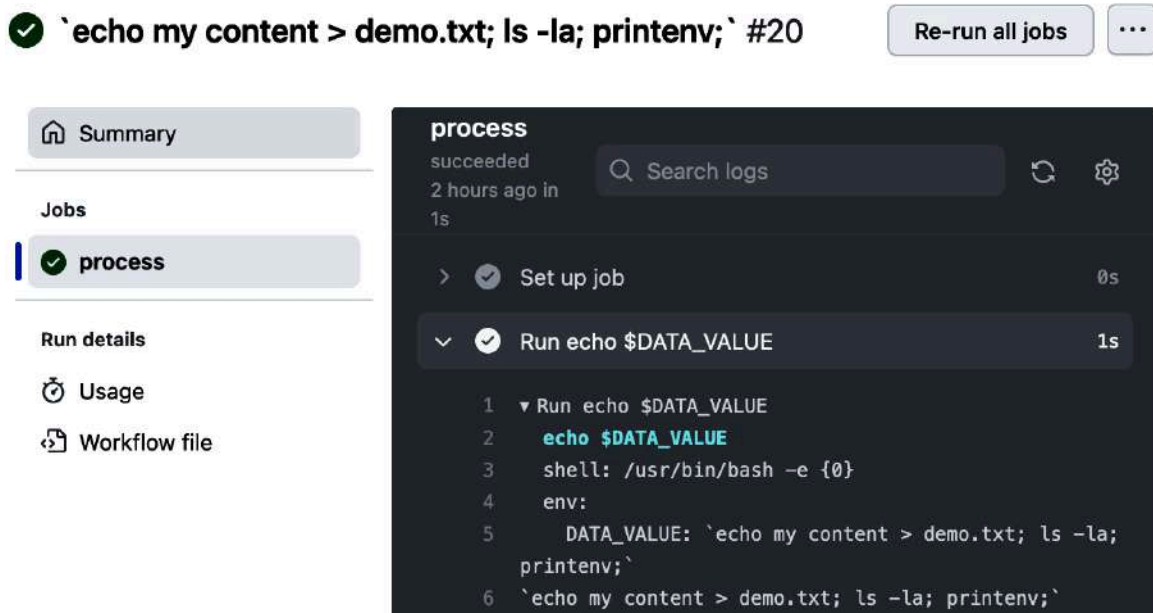 `echo my content > demo.txt; ls -la; printenv;` #20
Re-run all jobs
...
Summary
Jobs
process
Run details
Usage
Workflow file
process
succeeded
2 hours ago in
1s
Search logs
Set up job 0s
Run echo $DATA_VALUE 1s
1 ▾ Run echo $DATA_VALUE
2 echo $DATA_VALUE
3 shell: /usr/bin/bash -e {0}
4 env:
5 DATA_VALUE: `echo my content > demo.txt; ls -la;
printenv;`
6 `echo my content > demo.txt; ls -la; printenv;`